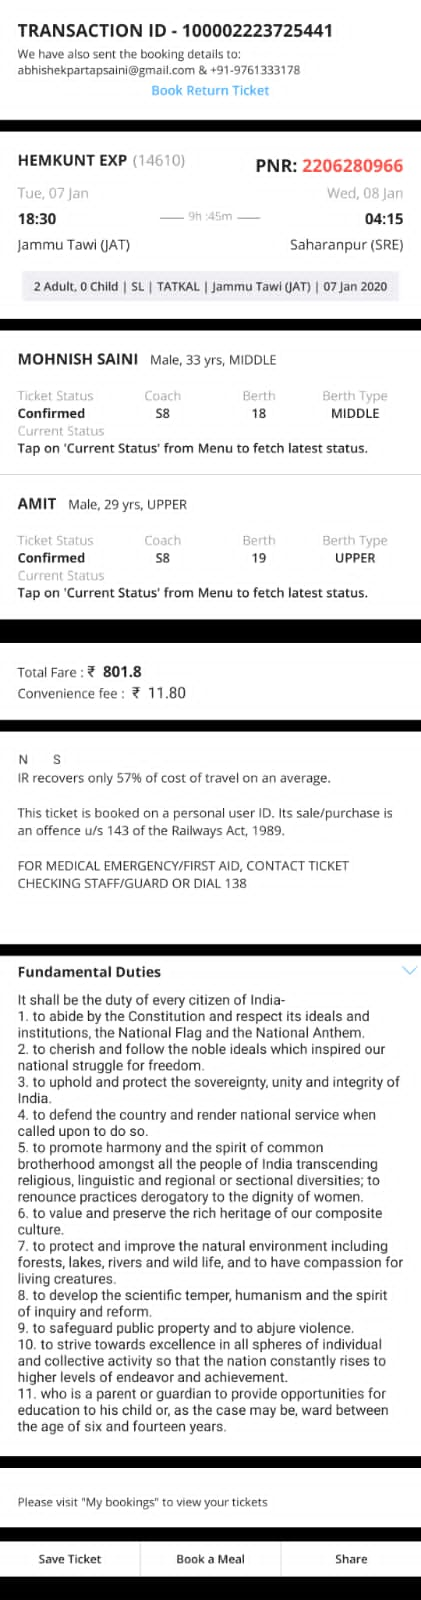 TRANSACTION ID - 100002223725441
We have also sent the booking details to:
abhishekpartapsaini@gmail.com & +91-9761333178
Book Return Ticket
HEMKUNT EXP (14610) PNR: 2206280966
Tue, 07 Jan Wed, 08 Jan
18:30 9h :45m 04:15
Jammu Tawi (JAT) Saharanpur (SRE)
2 Adult, 0 Child | SL | TATKAL | Jammu Tawi (JAT) | 07 Jan 2020
MOHNISH SAINI Male, 33 yrs, MIDDLE
Ticket Status Coach Berth Berth Type
Confirmed S8 18 MIDDLE
Current Status
Tap on 'Current Status' from Menu to fetch latest status.
AMIT Male, 29 yrs, UPPER
Ticket Status Coach Berth Berth Type
Confirmed S8 19 UPPER
Current Status
Tap on 'Current Status' from Menu to fetch latest status.
Total Fare : ₹ 801.8
Convenience fee : ₹ 11.80
N S
IR recovers only 57% of cost of travel on an average.
This ticket is booked on a personal user ID. Its sale/purchase is
an offence u/s 143 of the Railways Act, 1989.
FOR MEDICAL EMERGENCY/FIRST AID, CONTACT TICKET
CHECKING STAFF/GUARD OR DIAL 138
Fundamental Duties
It shall be the duty of every citizen of India-
1. to abide by the Constitution and respect its ideals and
institutions, the National Flag and the National Anthem.
2. to cherish and follow the noble ideals which inspired our
national struggle for freedom.
3. to uphold and protect the sovereignty, unity and integrity of
India.
4. to defend the country and render national service when
called upon to do so.
5. to promote harmony and the spirit of common
brotherhood amongst all the people of India transcending
religious, linguistic and regional or sectional diversities; to
renounce practices derogatory to the dignity of women.
6. to value and preserve the rich heritage of our composite
culture.
7. to protect and improve the natural environment including
forests, lakes, rivers and wild life, and to have compassion for
living creatures.
8. to develop the scientific temper, humanism and the spirit
of inquiry and reform.
9. to safeguard public property and to abjure violence.
10. to strive towards excellence in all spheres of individual
and collective activity so that the nation constantly rises to
higher levels of endeavor and achievement.
11. who is a parent or guardian to provide opportunities for
education to his child or, as the case may be, ward between
the age of six and fourteen years.
Please visit "My bookings" to view your tickets
Save Ticket Book a Meal Share